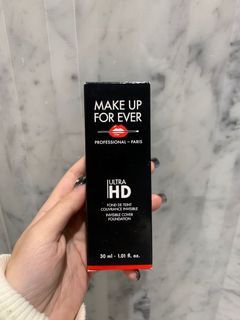 MAKE UP
FOR EVER
PROFESSIONAL - PARIS
ULTRA
HD
FOND DE TEINT
COUVRANCE INVISIBLE
INVISIBLE COVER
FOUNDATION
30 ml - 1.01 fl. oz.